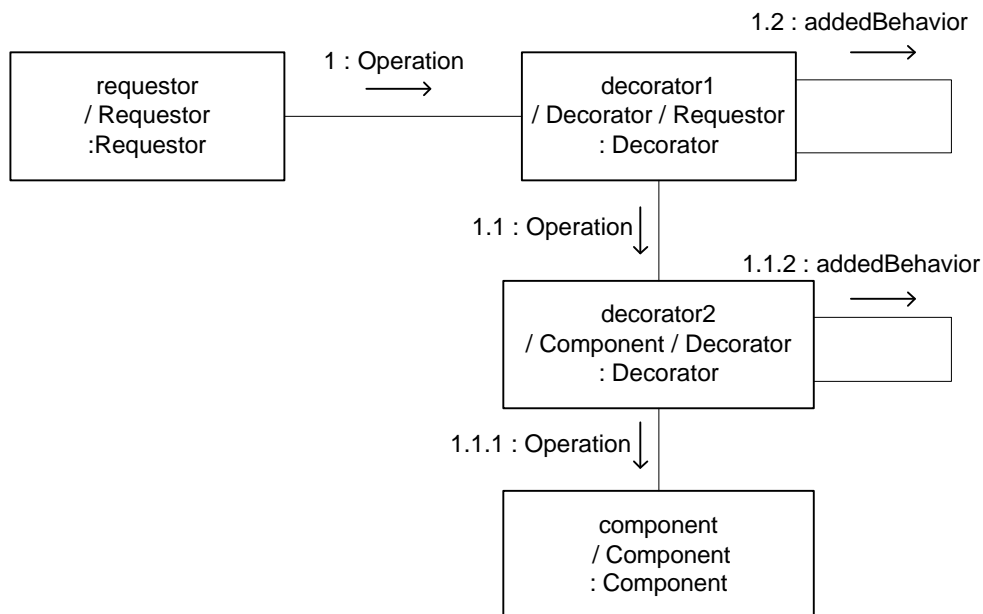 1.2 : addedBehavior
1 : Operation
requestor
/ Requestor
:Requestor
decorator1
/ Decorator / Requestor
: Decorator
1.1 : Operation
1.1.2 : addedBehavior
decorator2
/ Component / Decorator
: Decorator
1.1.1 : Operation
component
/ Component
: Component